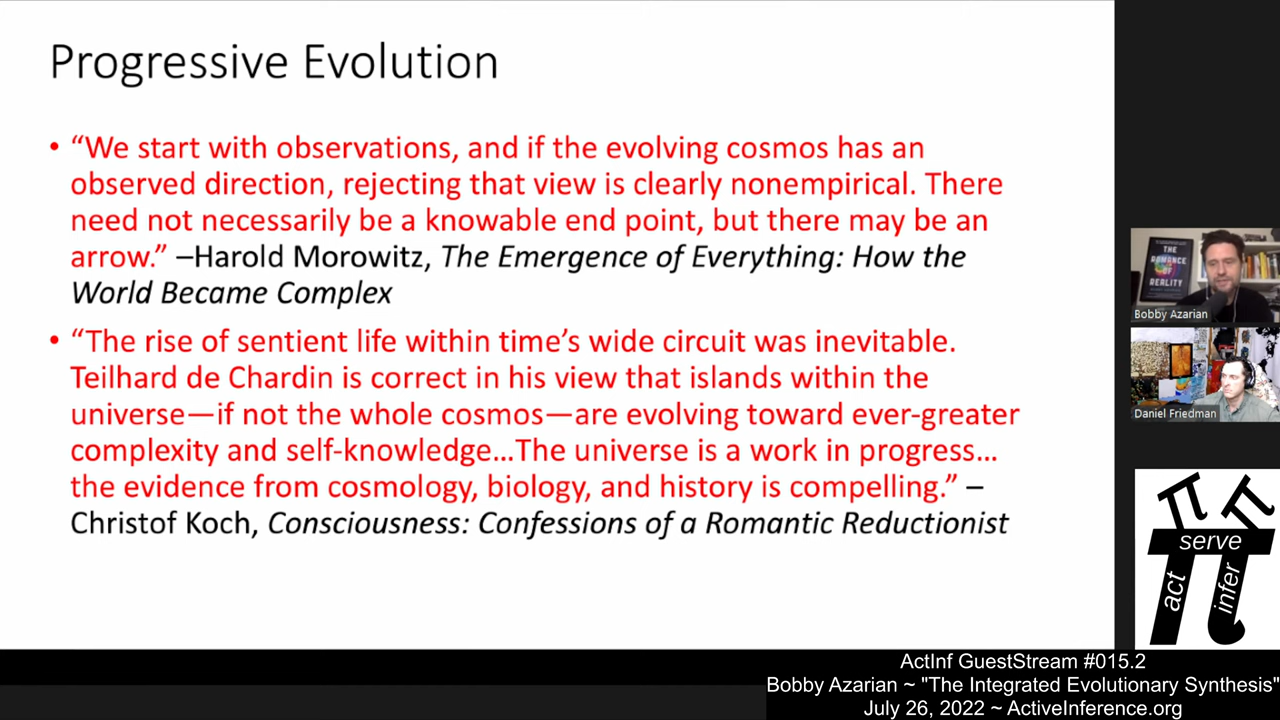 Progressive Evolution
• “We start with observations, and if the evolving cosmos has an
observed direction, rejecting that view is clearly nonempirical. There
need not necessarily be a knowable end point, but there may be an
arrow.” –Harold Morowitz, The Emergence of Everything: How the
World Became Complex
• “The rise of sentient life within time’s wide circuit was inevitable.
Teilhard de Chardin is correct in his view that islands within the
universe—if not the whole cosmos—are evolving toward ever-greater
complexity and self-knowledge…The universe is a work in progress…
the evidence from cosmology, biology, and history is compelling.” –
Christof Koch, Consciousness: Confessions of a Romantic Reductionist
THE
ROMANCE
OF
REALITY
Bobby Azarian
Daniel Friedman
π π
serve
act
infer
ActInf GuestStream #015.2
Bobby Azarian ~ "The Integrated Evolutionary Synthesis"
July 26, 2022 ~ ActiveInference.org